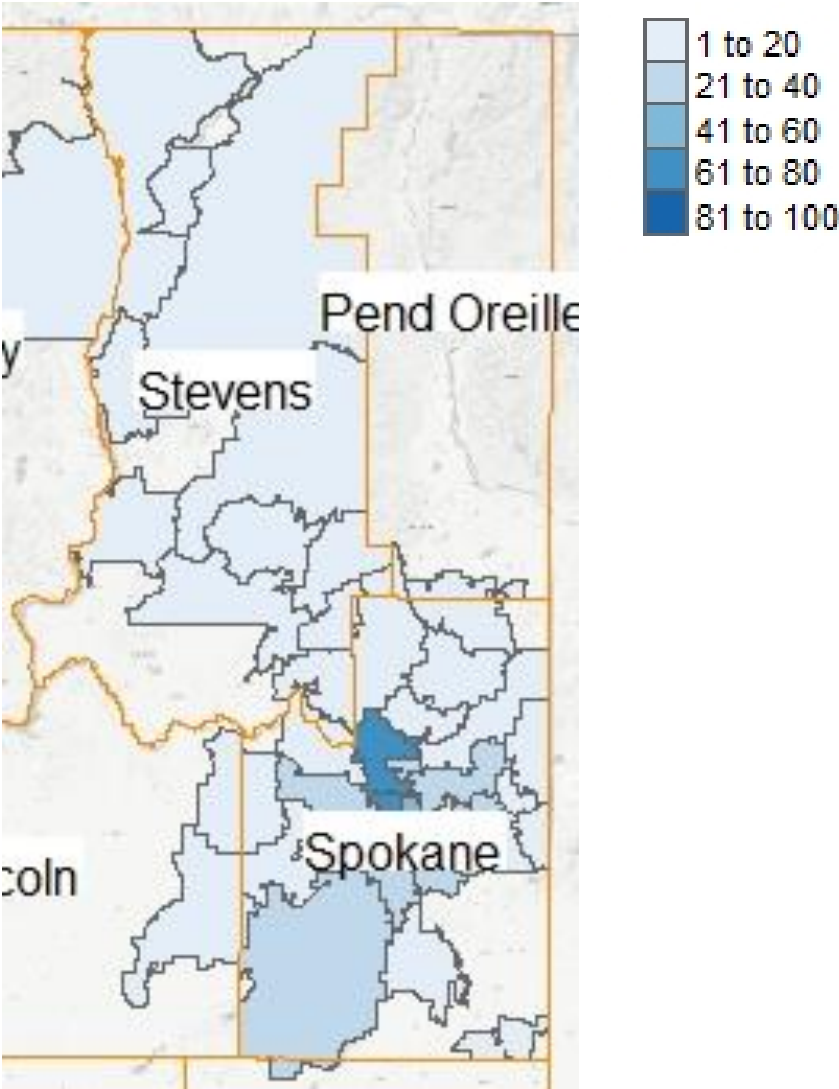 1 to 20
21 to 40
41 to 60
61 to 80
81 to 100
Pend Oreille
y
Stevens
Spokane
coln